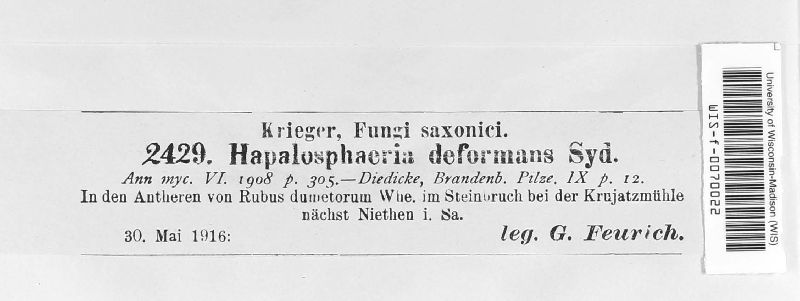 Krieger, Fungi saxonici.
2429. Hapalosphaeria deformans Syd.
Ann myc. VI. 1908 p. 305.—Diedicke, Brandenb. Pilze. IX p. 12.
In den Antheren von Rubus dumetorum Whe. im Steinbruch bei der Krujatzmühle
nächst Niethen i. Sa.
30. Mai 1916:
leg. G. Feurich.
University of Wisconsin-Madison (WIS)
WIS-f-0070022